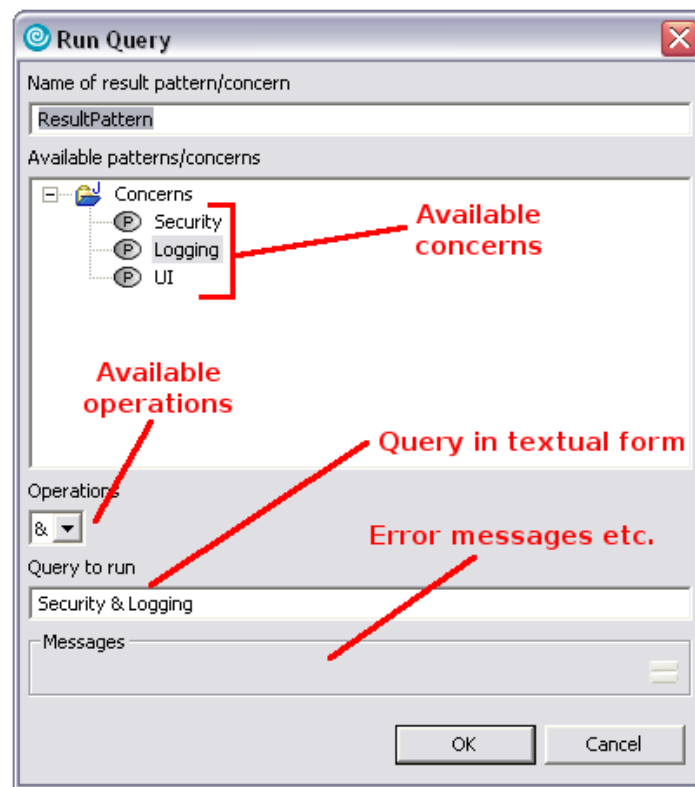 Run Query
Name of result pattern/concern
ResultPattern
Available patterns/concerns
Concerns
P Security
P Logging
P UI
Available
concerns
Available
operations
Query in textual form
Operations
&
Error messages etc.
Query to run
Security & Logging
Messages
OK Cancel